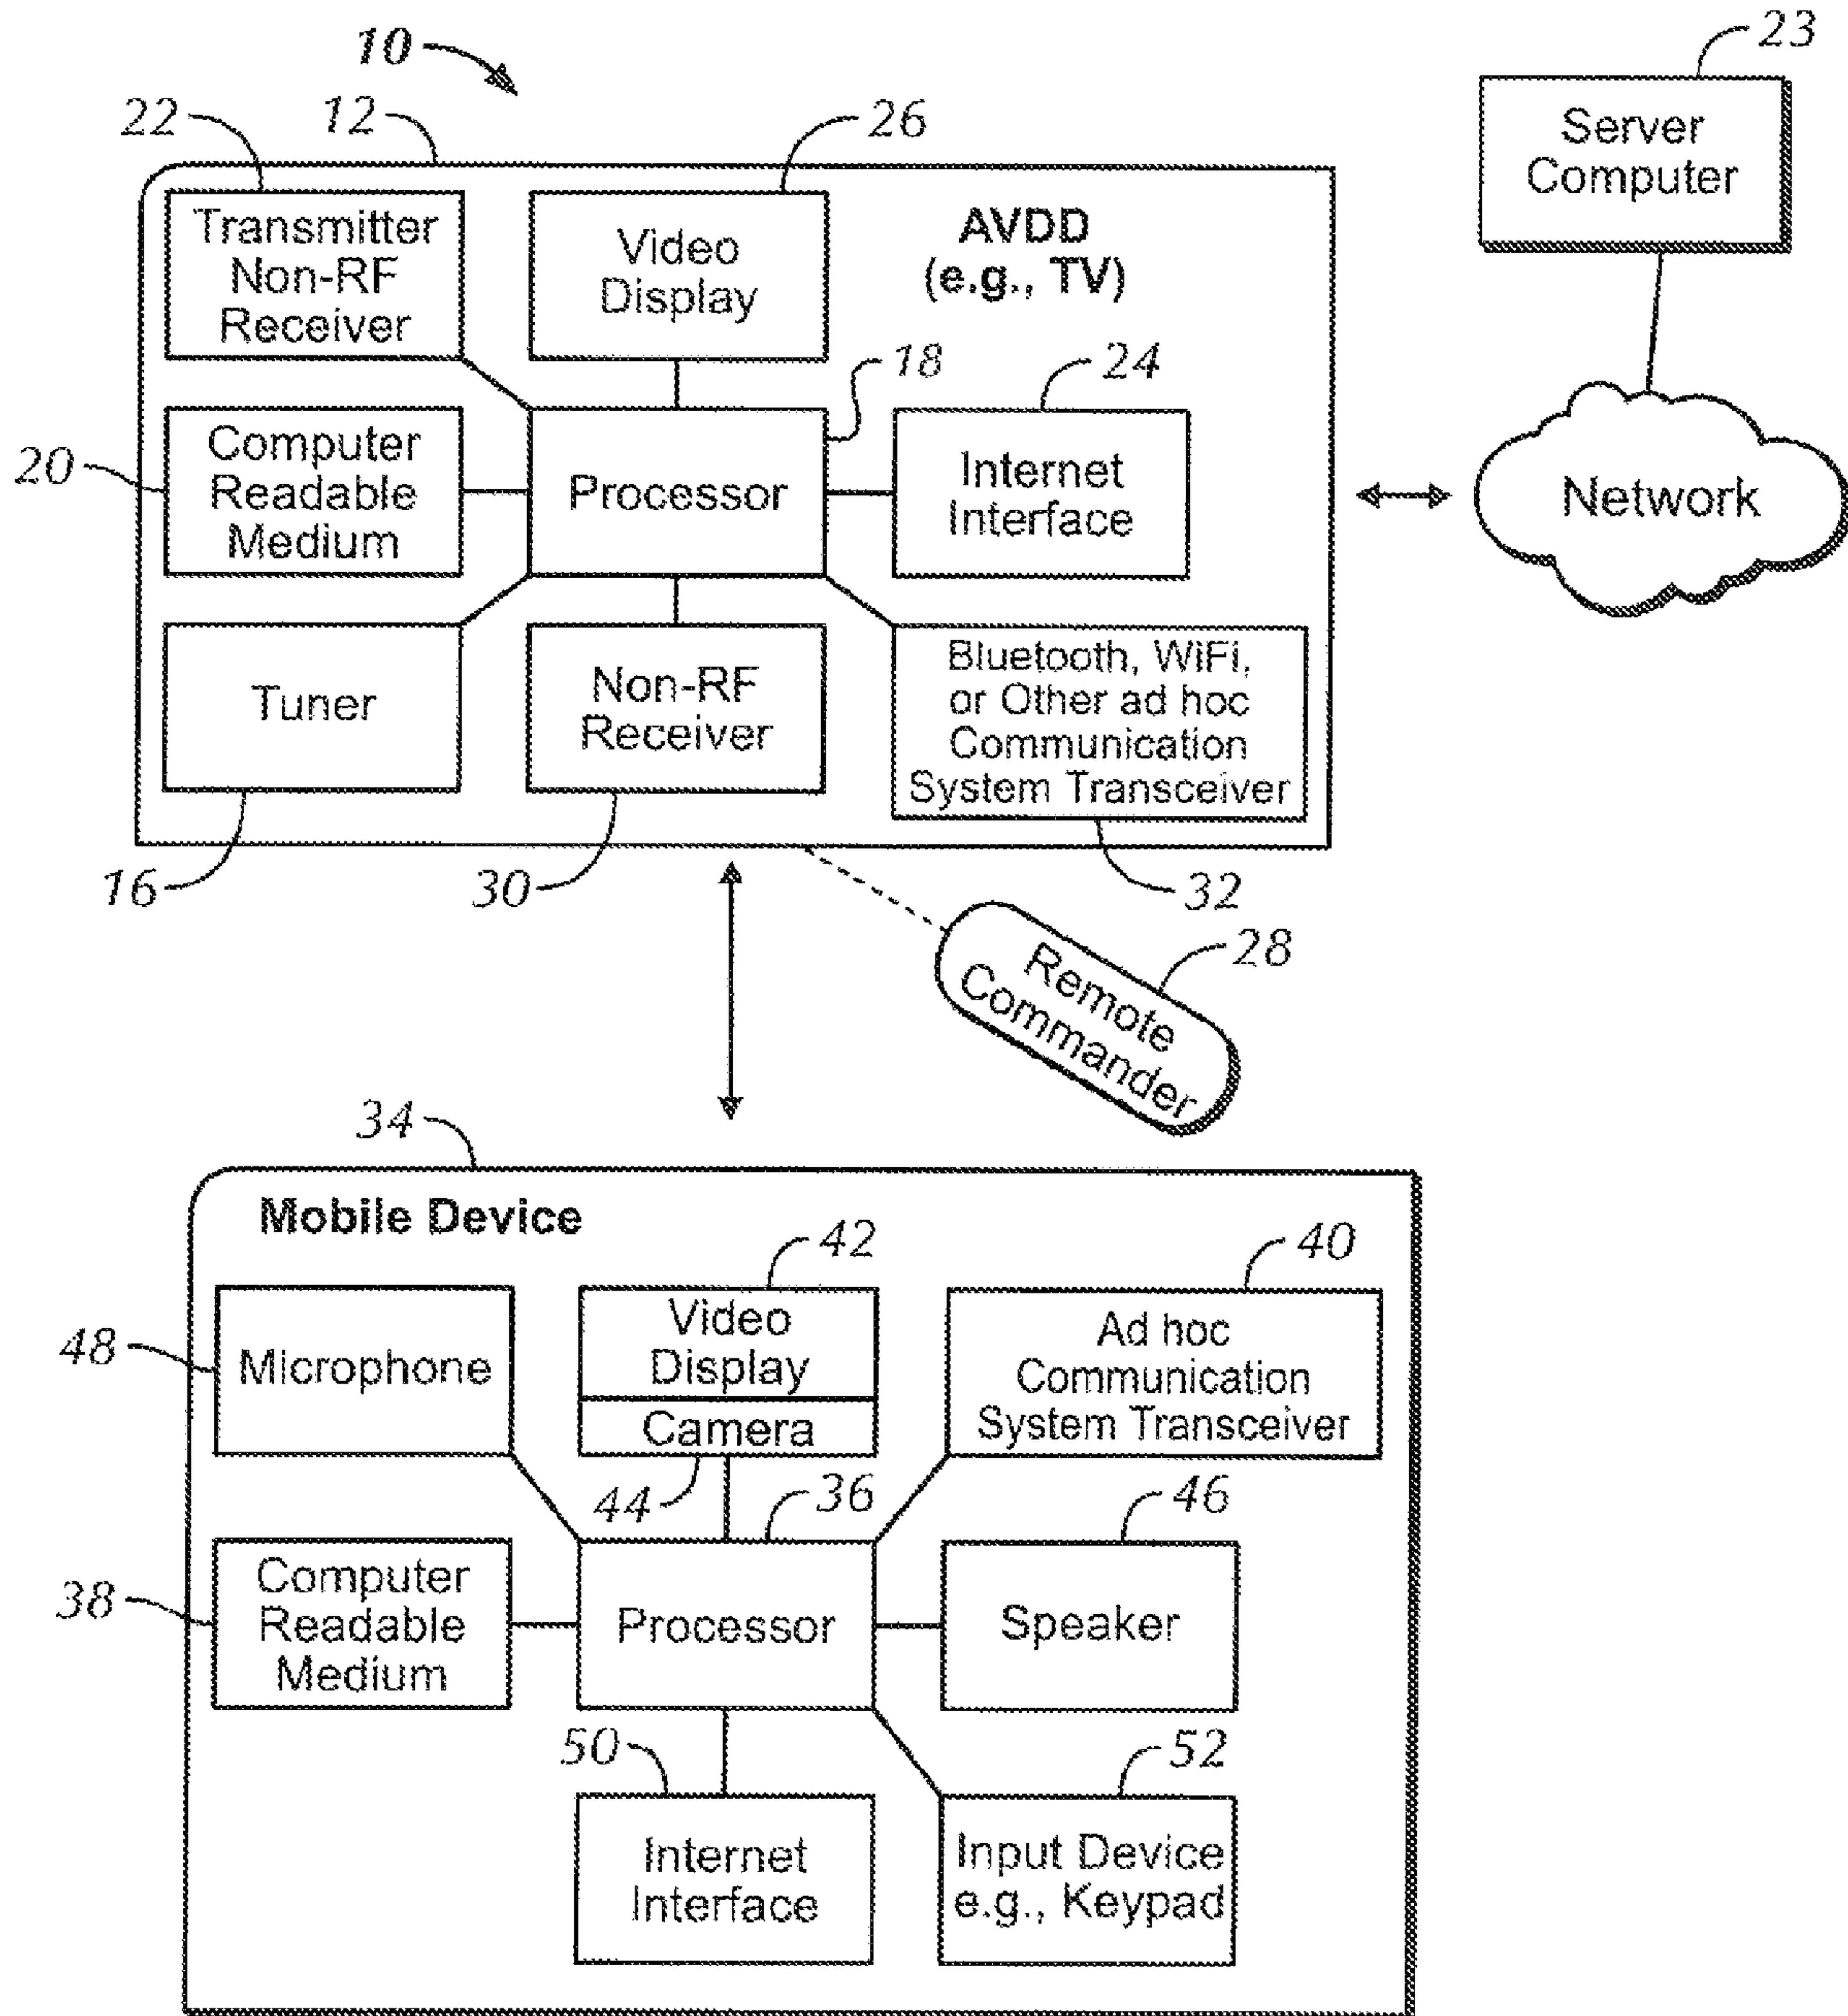 10
23
22
12
26
Server
Computer
Transmitter
Non-RF
Receiver
Video
Display
AVDD
(e.g., TV)
18
24
20
Computer
Readable
Medium
Processor
Internet
Interface
Network
Tuner
Non-RF
Receiver
Bluetooth, WiFi,
or Other ad hoc
Communication
System Transceiver
16
30
32
28
Remote
Commander
34
Mobile Device
42
40
48
Microphone
Video
Display
Camera
Ad hoc
Communication
System Transceiver
44
36
46
38
Computer
Readable
Medium
Processor
Speaker
50
52
Internet
Interface
Input Device
e.g., Keypad